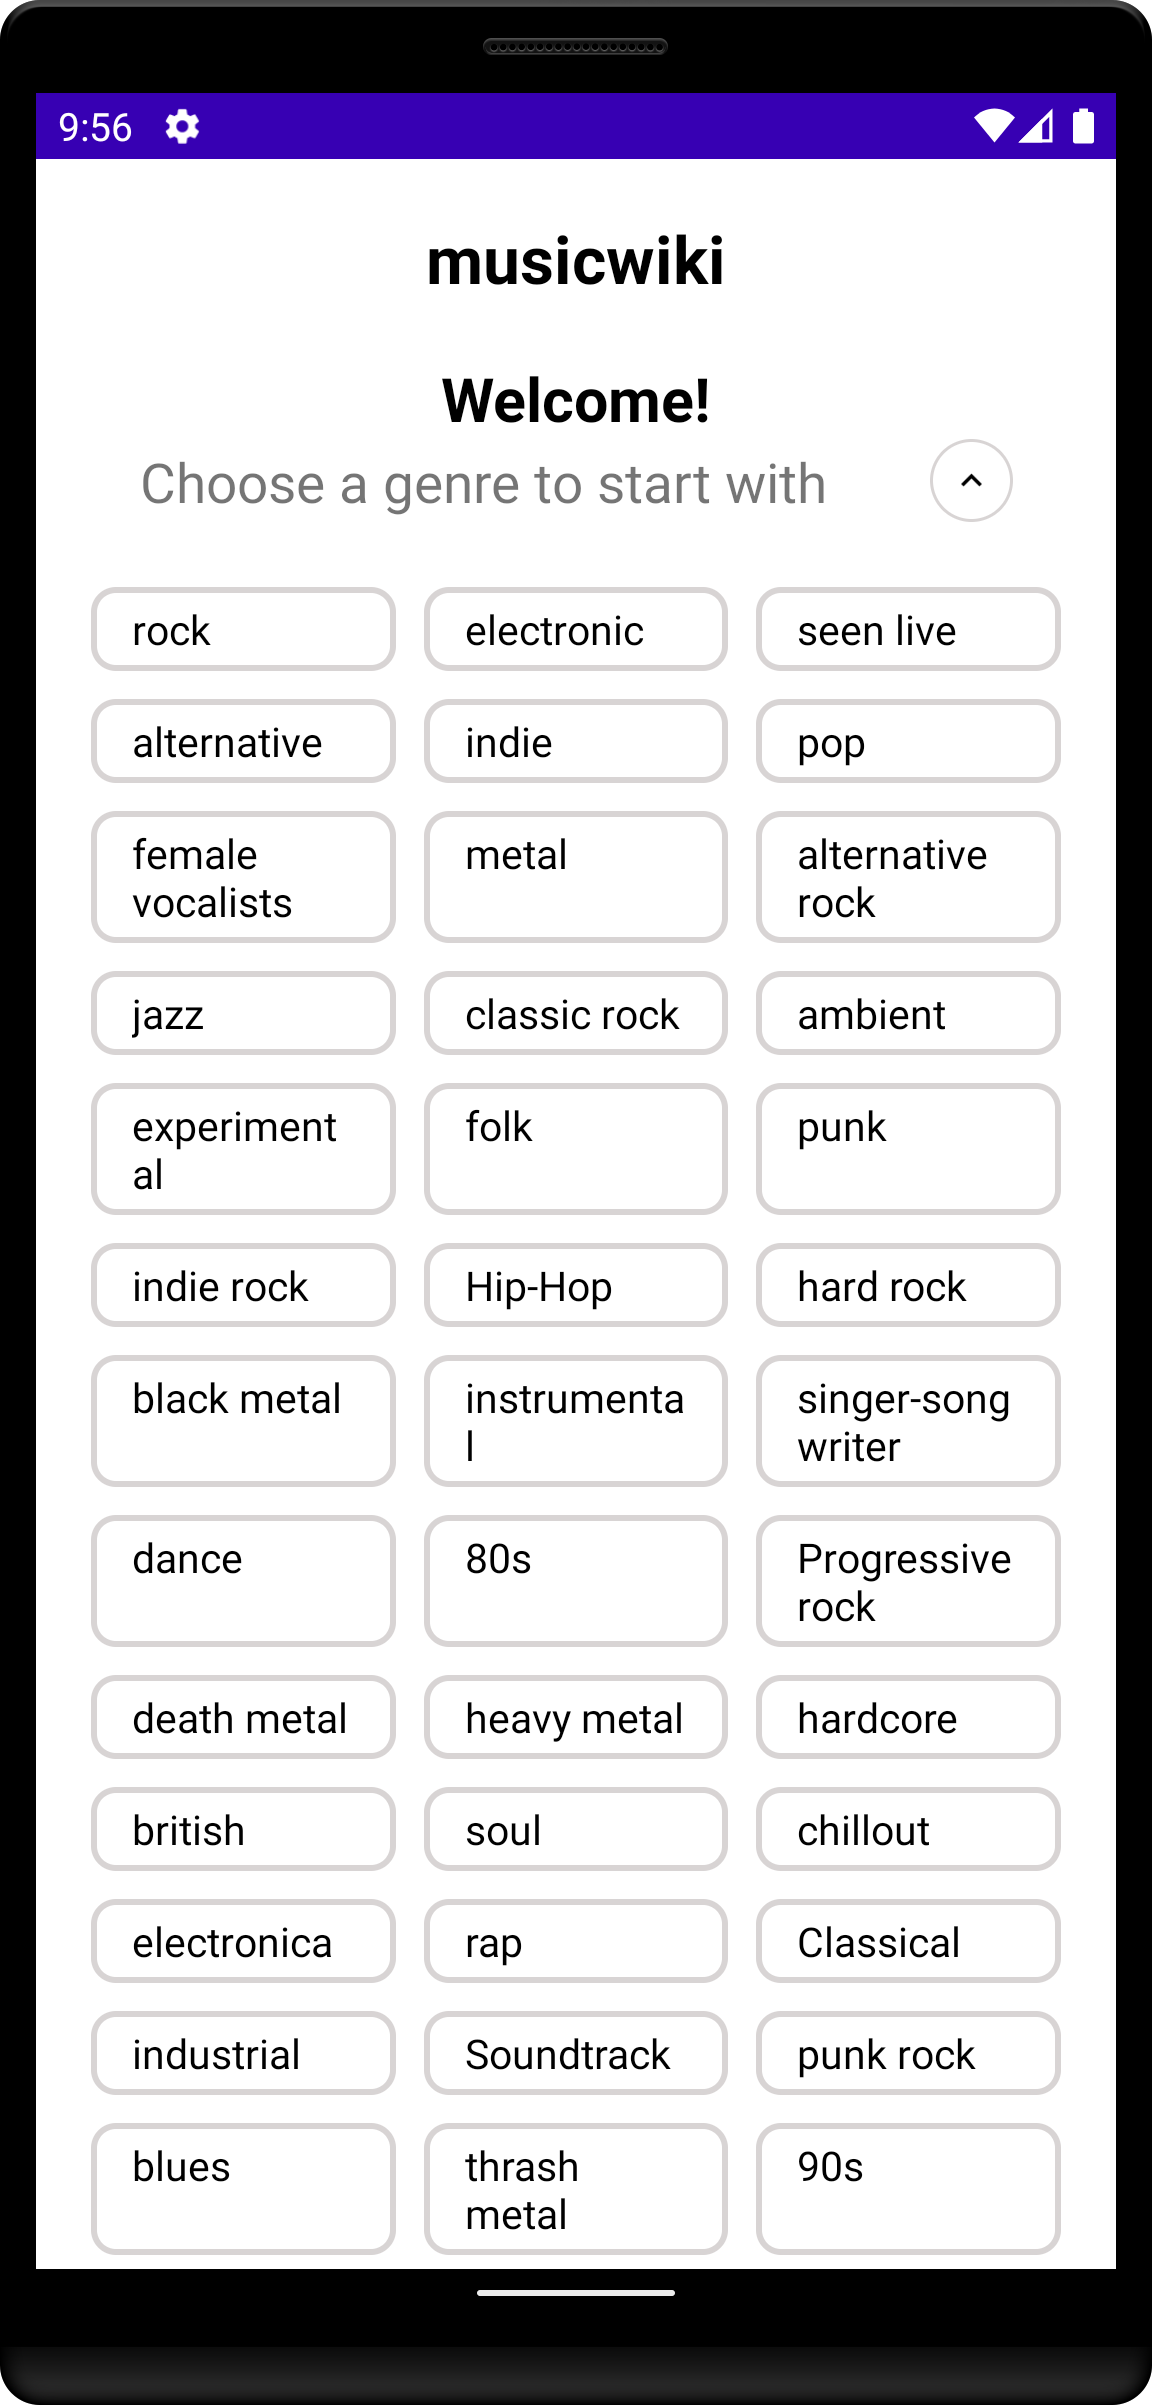 9:56
musicwiki
Welcome!
Choose a genre to start with
rock
electronic
seen live
alternative
indie
pop
female
vocalists
metal
alternative
rock
jazz
classic rock
ambient
experiment
al
folk
punk
indie rock
Hip-Hop
hard rock
black metal
instrumenta
l
singer-song
writer
dance
80s
Progressive
rock
death metal
heavy metal
hardcore
british
soul
chillout
electronica
rap
Classical
industrial
Soundtrack
punk rock
blues
thrash
metal
90s